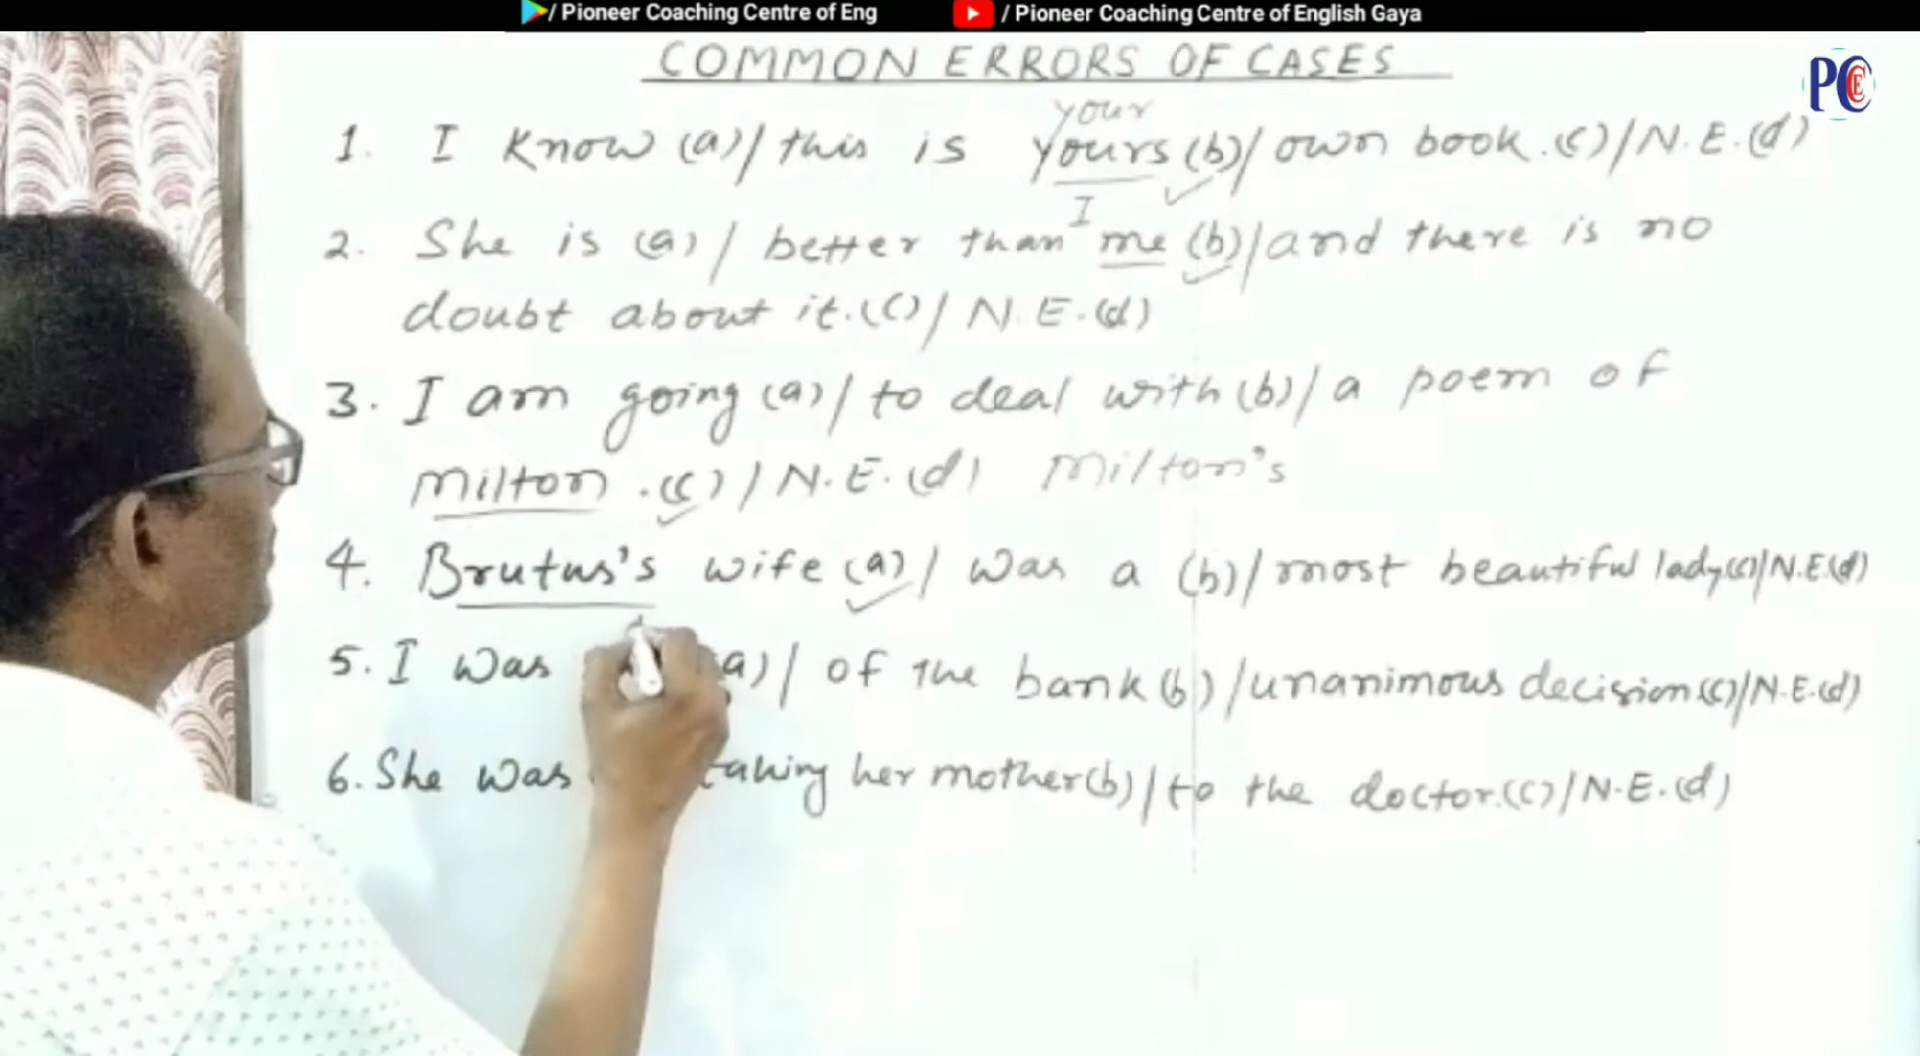 / Pioneer Coaching Centre of Eng / Pioneer Coaching Centre of English Gaya
COMMON ERRORS OF CASES
PCEC
your
1. I know (a)/ this is yours (b)/ own book.(c)/N.E.(d)
I
2. She is (a)/ better than me (b)/and there is no
doubt about it.(c)/ N.E.(d)
3. I am going (a)/ to deal with (b)/ a poem of
Milton.(c)/N.E.(d) Milton's
4. Brutus's wife (a)/ was a (b)/ most beautiful lady(c)/N.E.(d)
5. I was a)/ of the bank (b)/unanimous decision(c)/N.E.(d)
6. She was taking her mother(b)/to the doctor.(c)/N.E.(d)